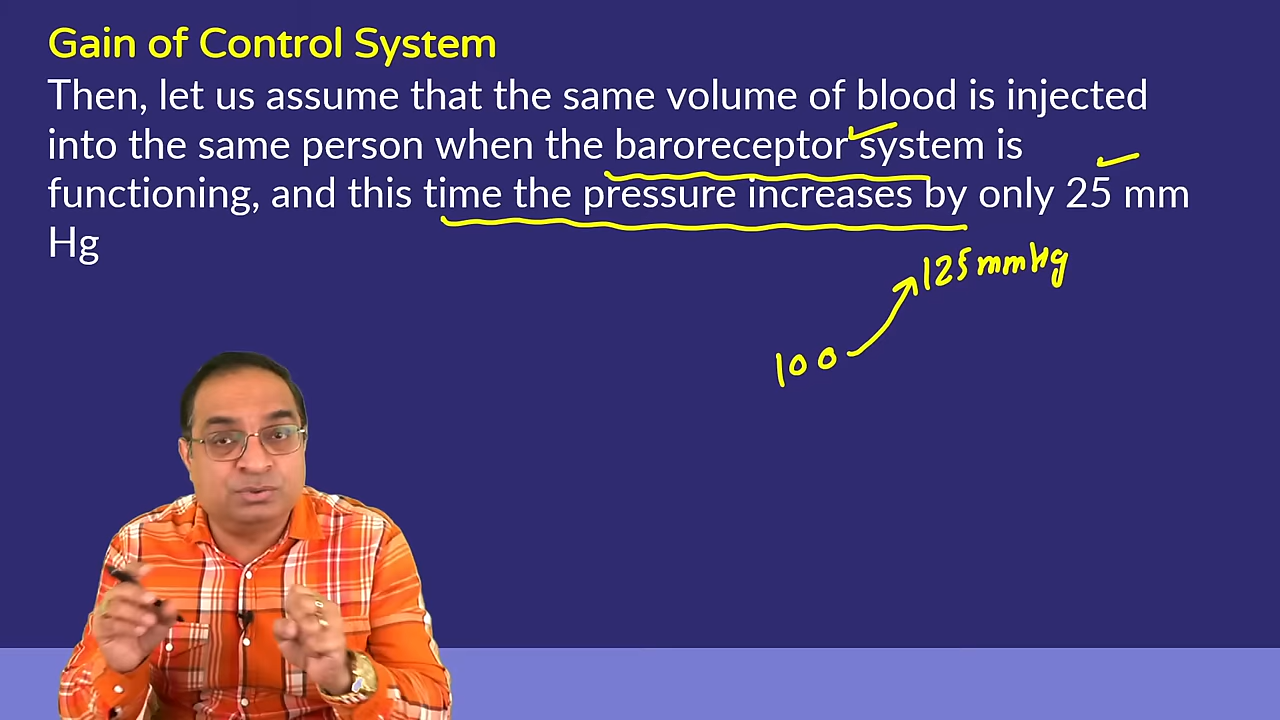 Gain of Control System
Then, let us assume that the same volume of blood is injected
into the same person when the baroreceptor system is
functioning, and this time the pressure increases by only 25 mm
Hg
125 mmHg
100